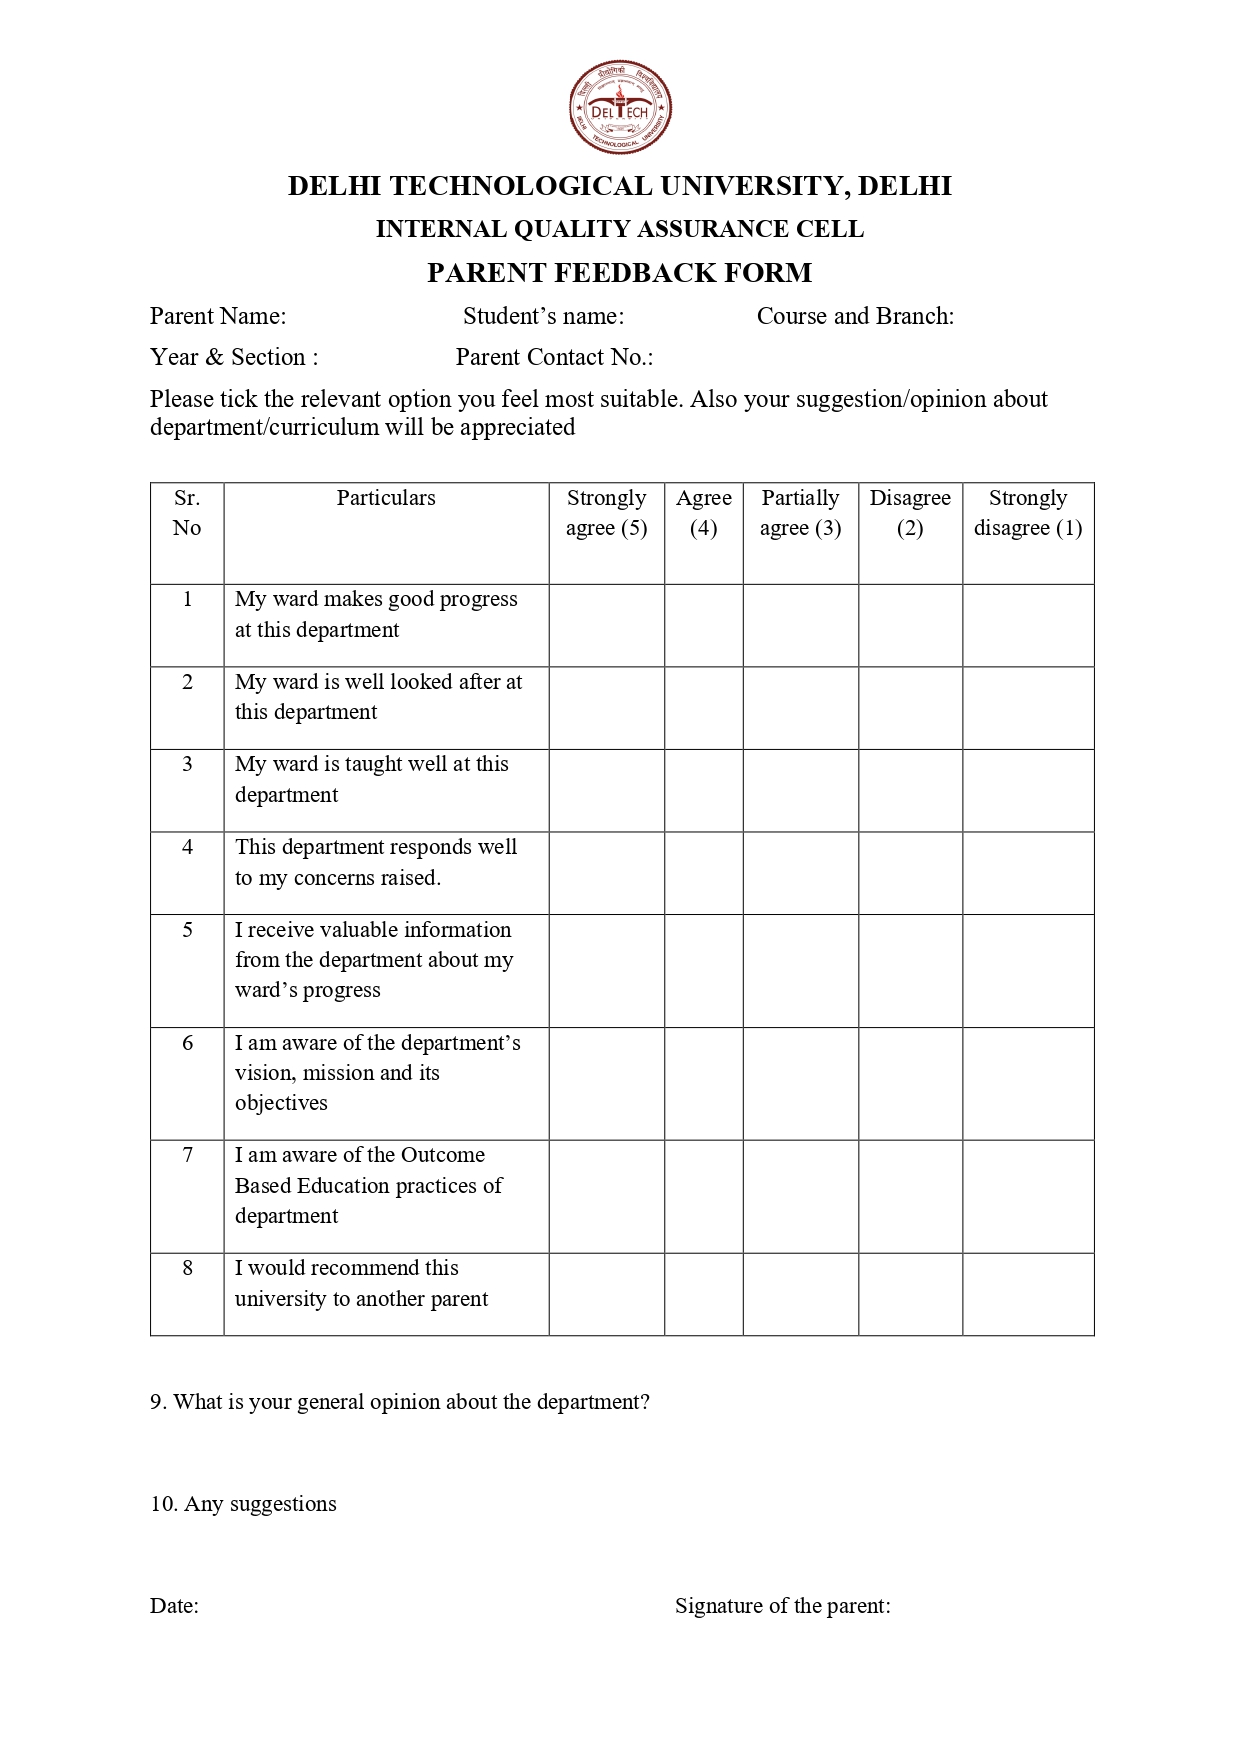 दिल्ली प्रौद्योगिकी विश्वविद्यालय
DELTECH
DELHI TECHNOLOGICAL UNIVERSITY
DELHI TECHNOLOGICAL UNIVERSITY, DELHI
INTERNAL QUALITY ASSURANCE CELL
PARENT FEEDBACK FORM
Parent Name: Student’s name: Course and Branch:
Year & Section : Parent Contact No.:
Please tick the relevant option you feel most suitable. Also your suggestion/opinion about
department/curriculum will be appreciated
Sr. Particulars Strongly Agree Partially Disagree Strongly
No agree (5) (4) agree (3) (2) disagree (1)
1 My ward makes good progress
at this department
2 My ward is well looked after at
this department
3 My ward is taught well at this
department
4 This department responds well
to my concerns raised.
5 I receive valuable information
from the department about my
ward’s progress
6 I am aware of the department’s
vision, mission and its
objectives
7 I am aware of the Outcome
Based Education practices of
department
8 I would recommend this
university to another parent
9. What is your general opinion about the department?
10. Any suggestions
Date: Signature of the parent: